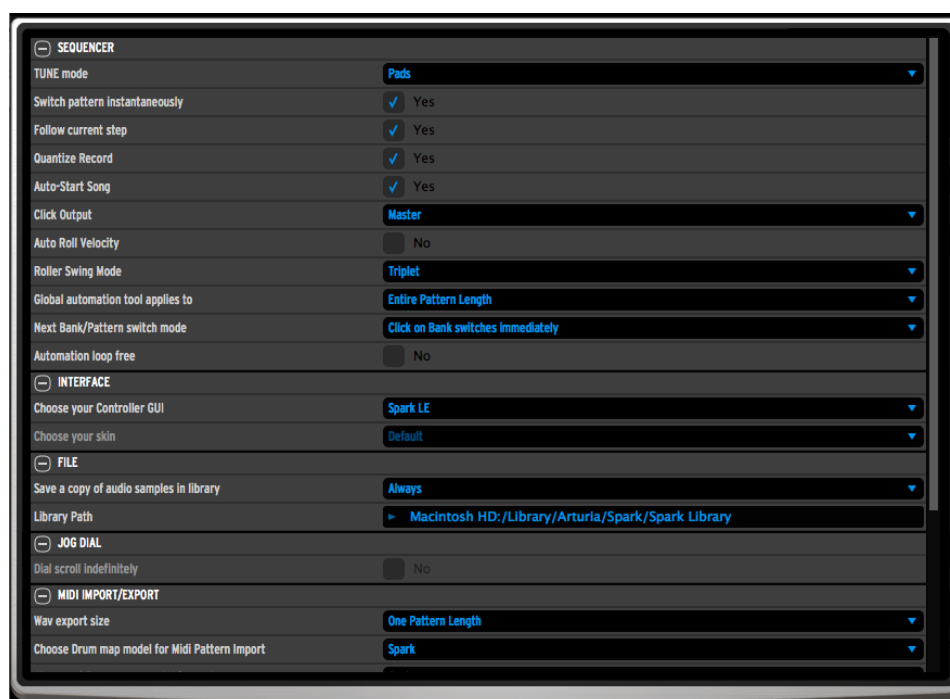 SEQUENCER
TUNE mode Pads
Switch pattern instantaneously Yes
Follow current step Yes
Quantize Record Yes
Auto-Start Song Yes
Click Output Master
Auto Roll Velocity No
Roller Swing Mode Triplet
Global automation tool applies to Entire Pattern Length
Next Bank/Pattern switch mode Click on Bank switches immediately
Automation loop free No
INTERFACE
Choose your Controller GUI Spark LE
Choose your skin Default
FILE
Save a copy of audio samples in library Always
Library Path Macintosh HD:/Library/Arturia/Spark/Spark Library
JOG DIAL
Dial scroll indefinitely No
MIDI IMPORT/EXPORT
Wav export size One Pattern Length
Choose Drum map model for Midi Pattern Import Spark